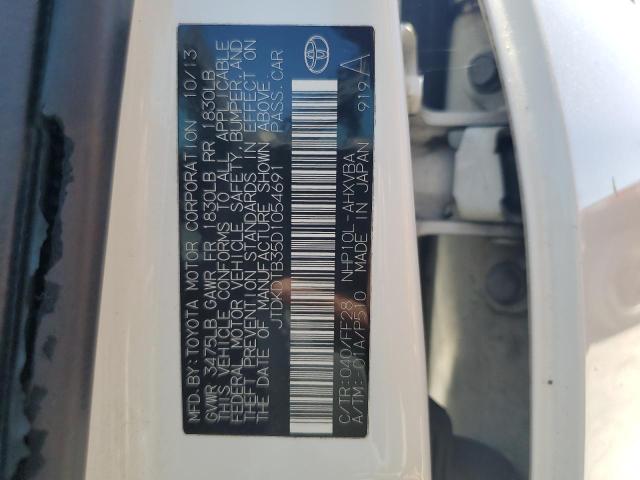 MFD.BY:TOYOTA MOTOR CORPORATION 10/13
GVWR 3475LB GAWR FR 1830LB RR 1830LB
THIS VEHICLE CONFORMS TO ALL APPLICABLE
FEDERAL MOTOR VEHICLE SAFETY, BUMPER, AND
THEFT PREVENTION STANDARDS IN EFFECT ON
THE DATE OF MANUFACTURE SHOWN ABOVE.
JTDKDTB35D1054691 PASS.CAR
C/TR:040/FF28 NHP10L-AHXVBA
A/TM:-01A/P510 MADE IN JAPAN 919A